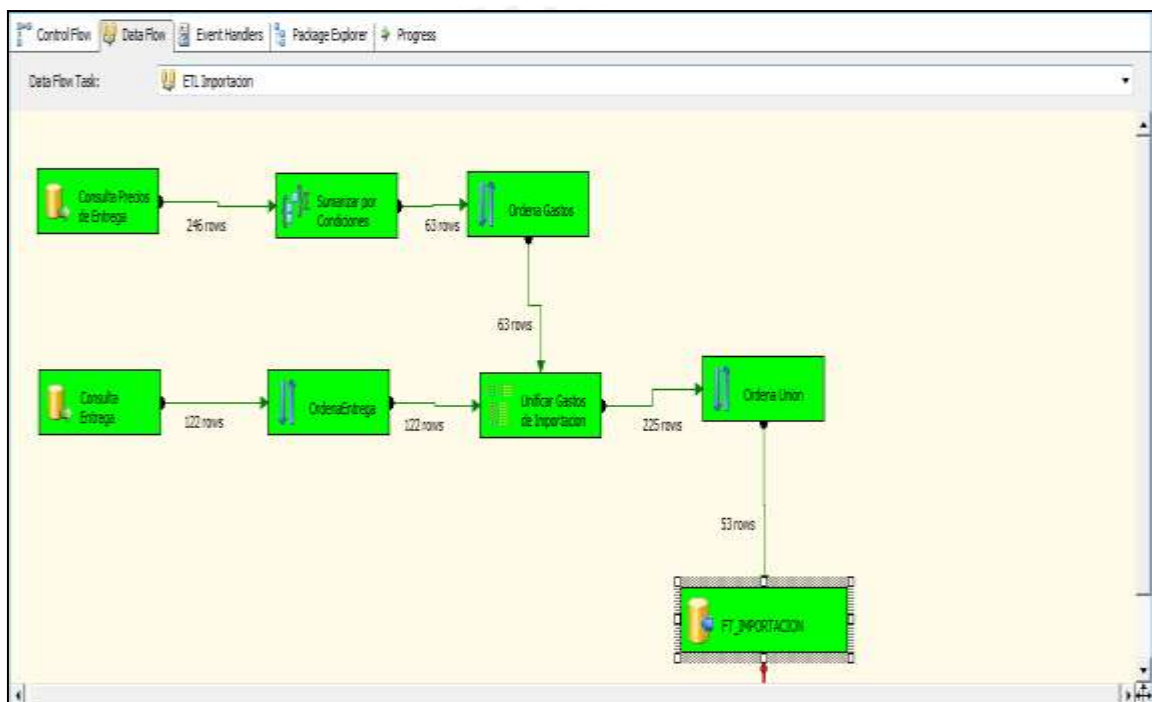 Control Flow Data Flow Event Handlers Package Explorer Progress
Data Flow Task: ETL Importacion
Consulta Precios
de Entrega
246 rows
Sumarizar por
Condiciones
63 rows
Ordena Gastos
63 rows
Consulta
Entrega
122 rows
OrdenaEntrega
122 rows
Unificar Gastos
de Importacion
225 rows
Ordena Unión
53 rows
FT_IMPORTACION